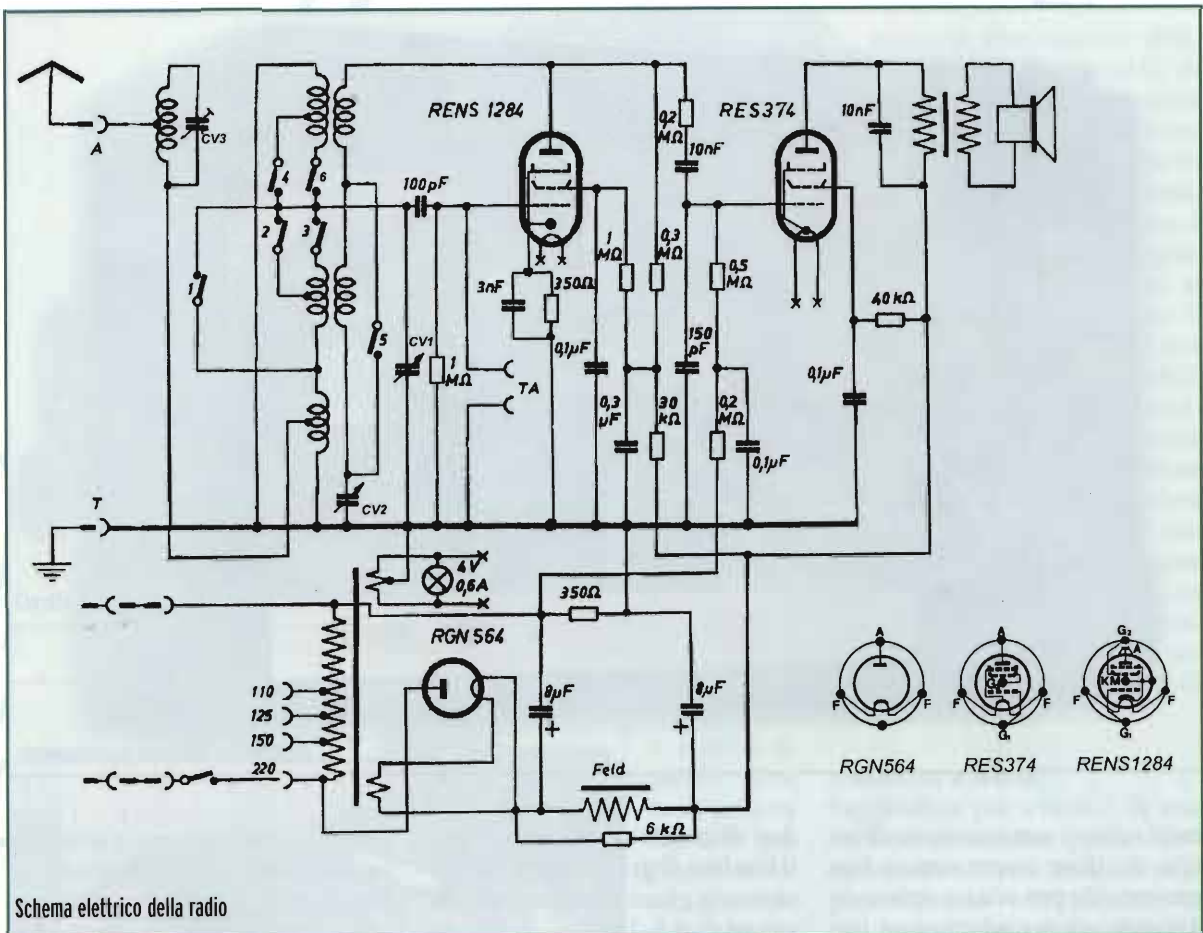 RENS 1284
RES374
A
CV3
4
6
2
3
1
5
100pF
3nF
350Ω
0,1µF
1
MΩ
CV1
1
MΩ
TA
0,3
µF
0,3
MΩ
30
kΩ
0,2
MΩ
10nF
0,5
MΩ
150
pF
0,2
MΩ
0,1µF
10nF
40kΩ
0,1µF
T
CV2
4V
0,6A
350Ω
RGN 564
110
125
150
220
8µF
+
8µF
+
Feld
6 kΩ
A
F
F
RGN564
A
G₂
F
F
G₁
RES374
G₂
A
KM
F
F
G₁
RENS1284
Schema elettrico della radio